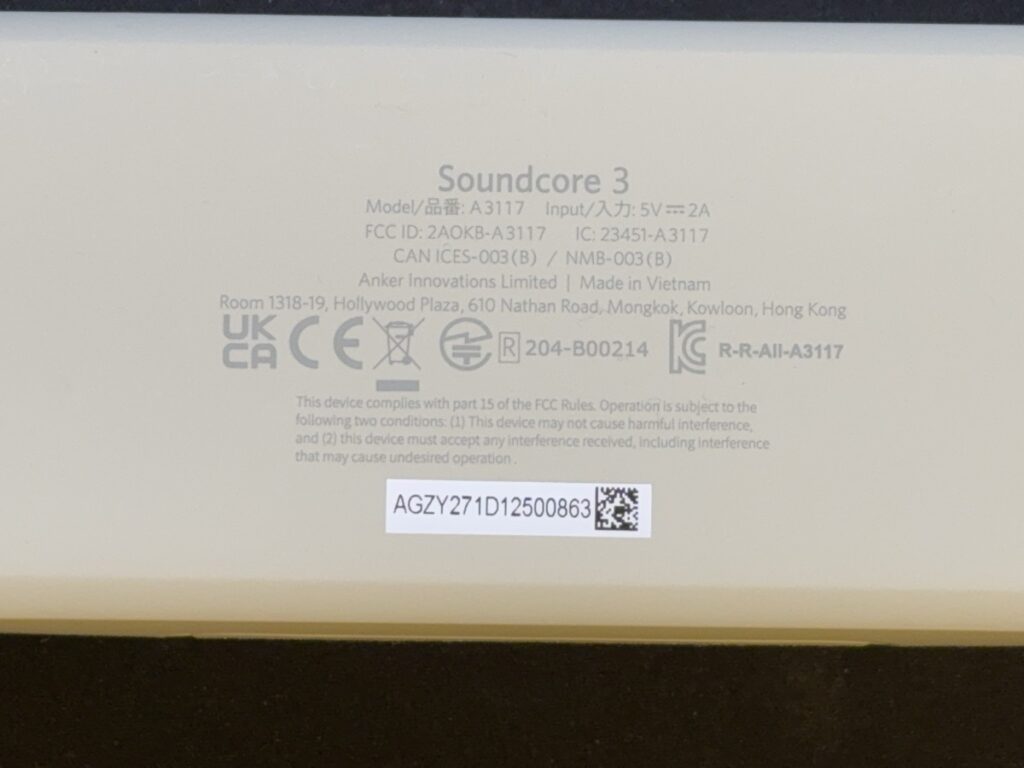 Soundcore 3
Model/品番: A3117 Input/入力: 5V⎓2A
FCC ID: 2AOKB-A3117 IC: 23451-A3117
CAN ICES-003(B) / NMB-003(B)
Anker Innovations Limited | Made in Vietnam
Room 1318-19, Hollywood Plaza, 610 Nathan Road, Mongkok, Kowloon, Hong Kong
UK CA CE R 204-B00214 R-R-All-A3117
This device complies with part 15 of the FCC Rules. Operation is subject to the
following two conditions: (1) This device may not cause harmful interference,
and (2) this device must accept any interference received, including interference
that may cause undesired operation .
AGZY271D12500863